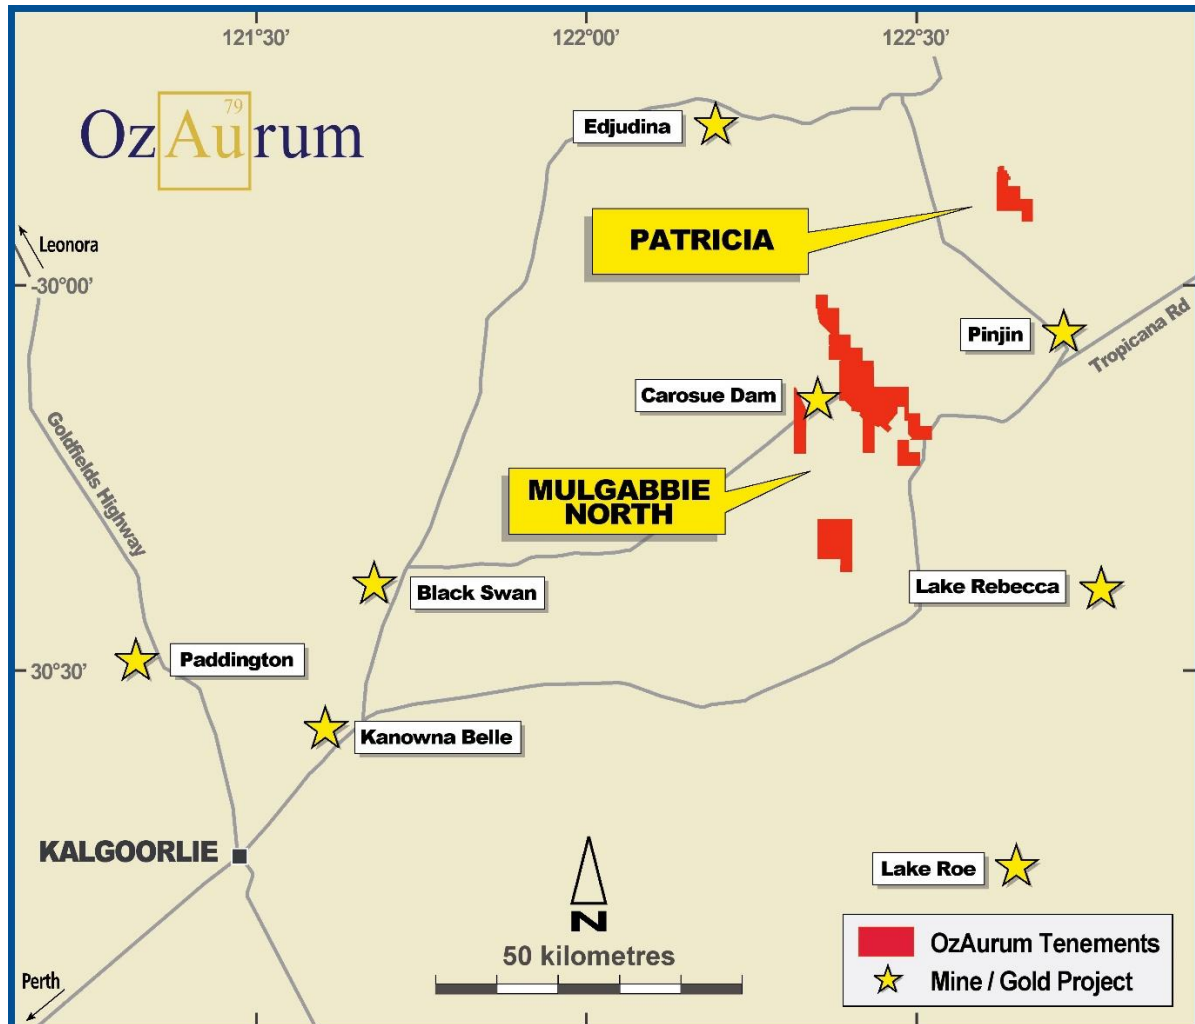 121°30’
122°00’
122°30’
79
OzAurum
Edjudina
PATRICIA
Leonora
-30°00’
Pinjin
Tropicana Rd
Carosue Dam
Goldfields Highway
MULGABBIE
NORTH
Black Swan
Lake Rebecca
Paddington
30°30’
Kanowna Belle
KALGOORLIE
Lake Roe
N
50 kilometres
OzAurum Tenements
Mine / Gold Project
Perth